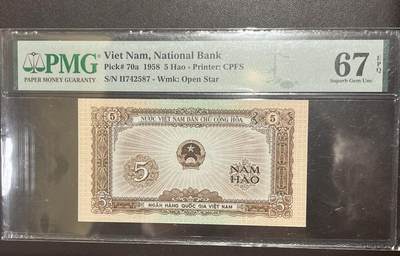 PMG
PAPER MONEY GUARANTY
Viet Nam, National Bank
Pick# 70a 1958 5 Hao - Printer: CPFS
S/N II742587 - Wmk: Open Star
67 EPQ
Superb Gem Unc
5 NƯỚC VIỆT NAM DÂN CHỦ CỘNG HÒA 5
5
NĂM
HÀO
5 NGÂN HÀNG QUỐC GIA VIỆT NAM 5